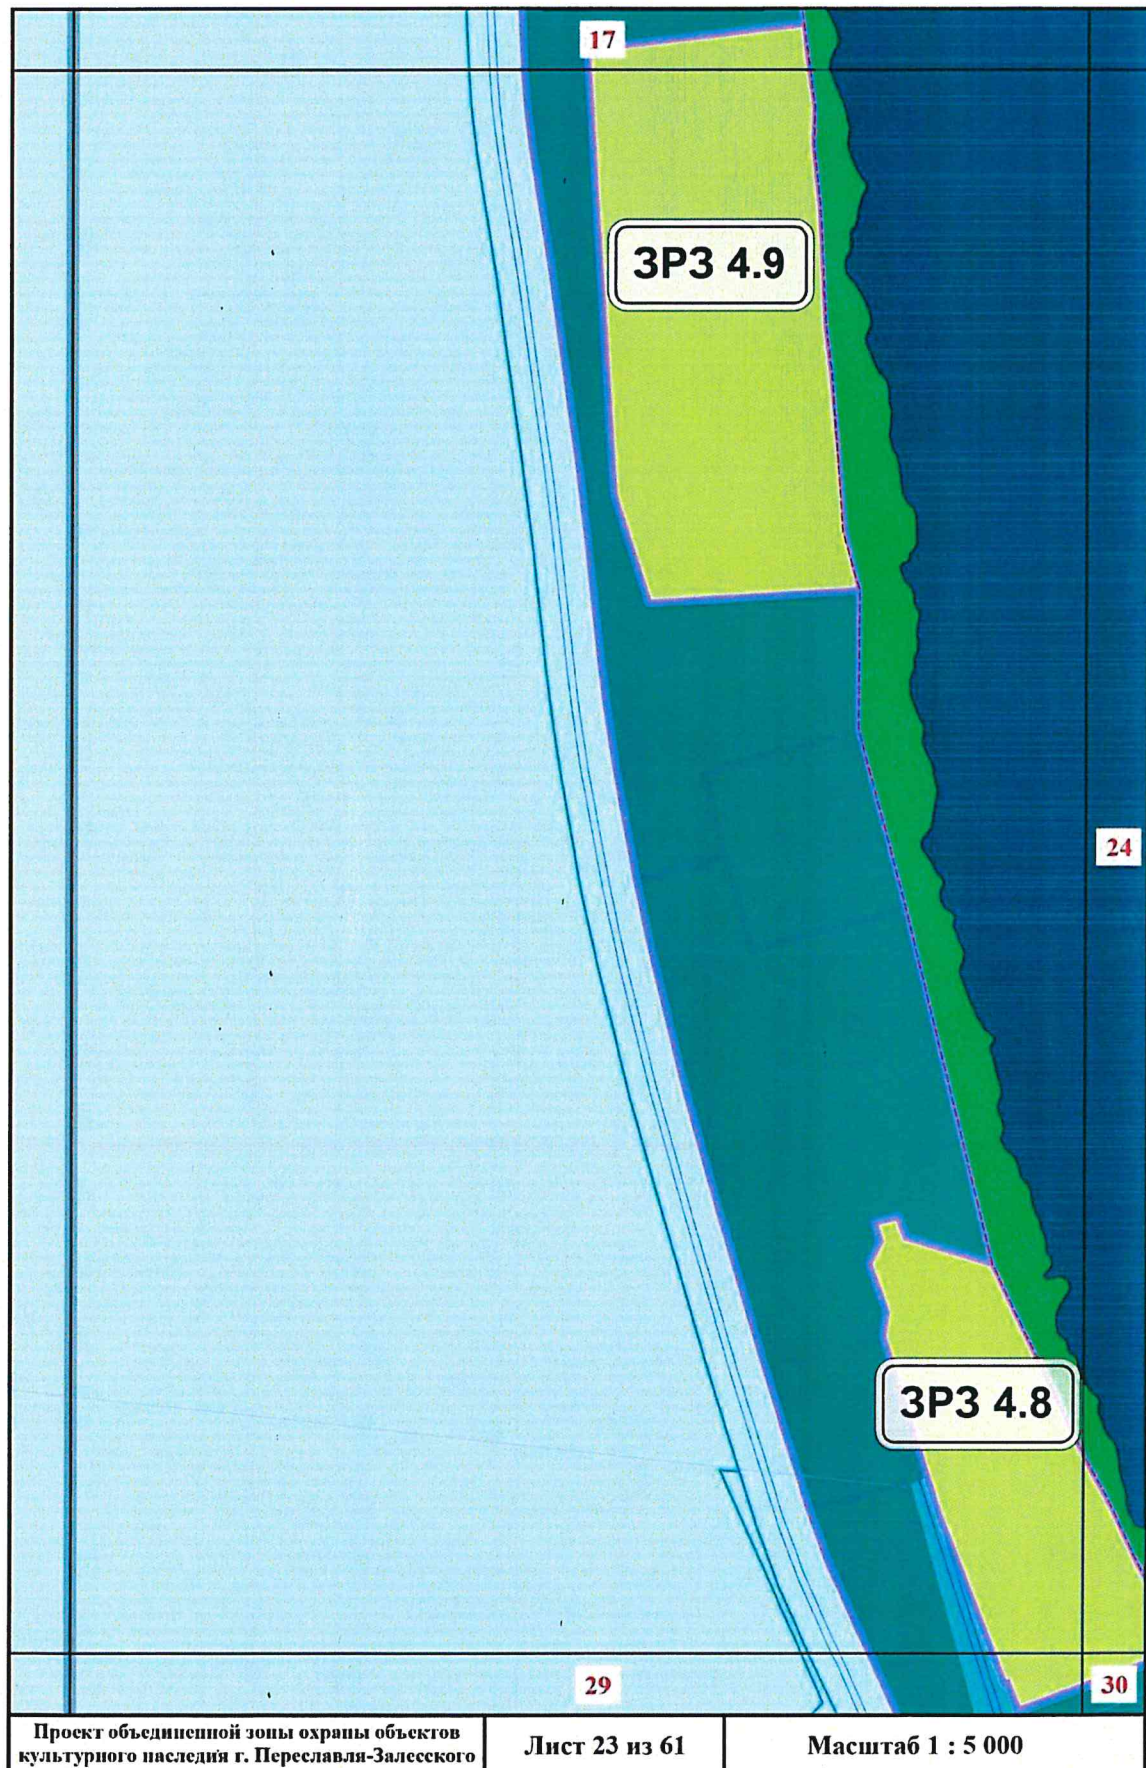 17
ЗРЗ 4.9
24
ЗРЗ 4.8
29
30
Проект объединенной зоны охраны объектов
культурного наследия г. Переславля-Залесского
Лист 23 из 61
Масштаб 1 : 5 000